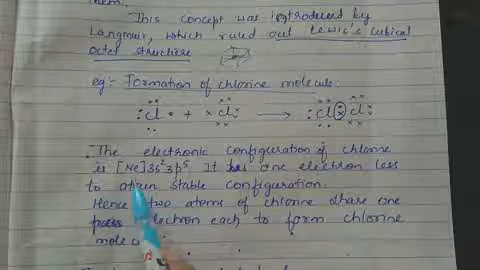 them.
This concept was introduced by
Langmuir, which ruled out Lewis's cubical
octet structure
eg:- Formation of chlorine molecule.
:Cl• + ×Cl: → :Cl×Cl×
The electronic configuration of chlorine
is [Ne]3s²3p⁵. It has one electron less
to attain stable configuration.
Hence two atoms of chlorine share one
electron each to form chlorine